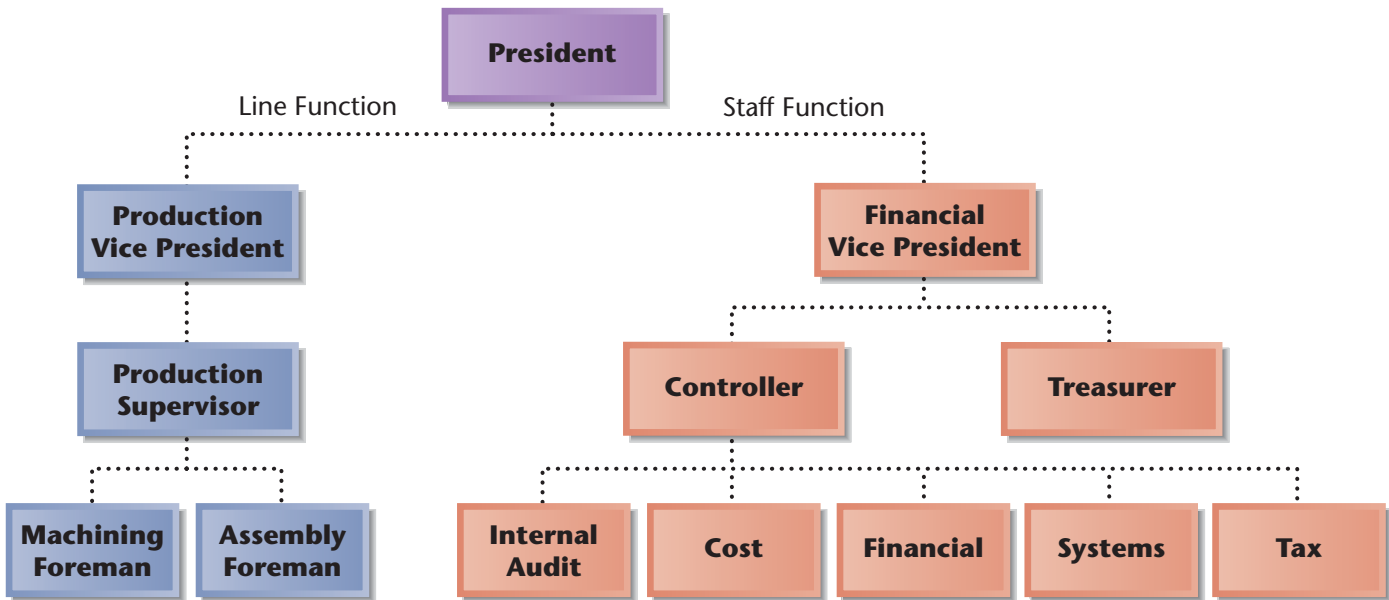 President
Line Function
Staff Function
Production
Vice President
Financial
Vice President
Production
Supervisor
Controller
Treasurer
Machining
Foreman
Assembly
Foreman
Internal
Audit
Cost
Financial
Systems
Tax